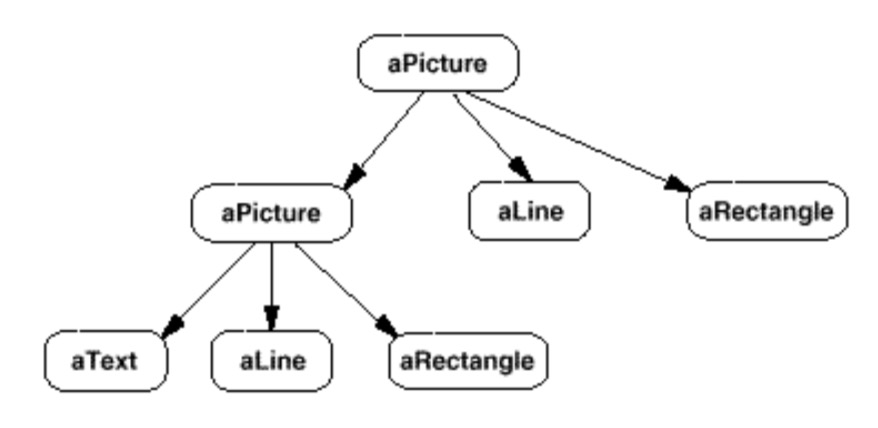 aPicture
aPicture
aLine
aRectangle
aText
aLine
aRectangle